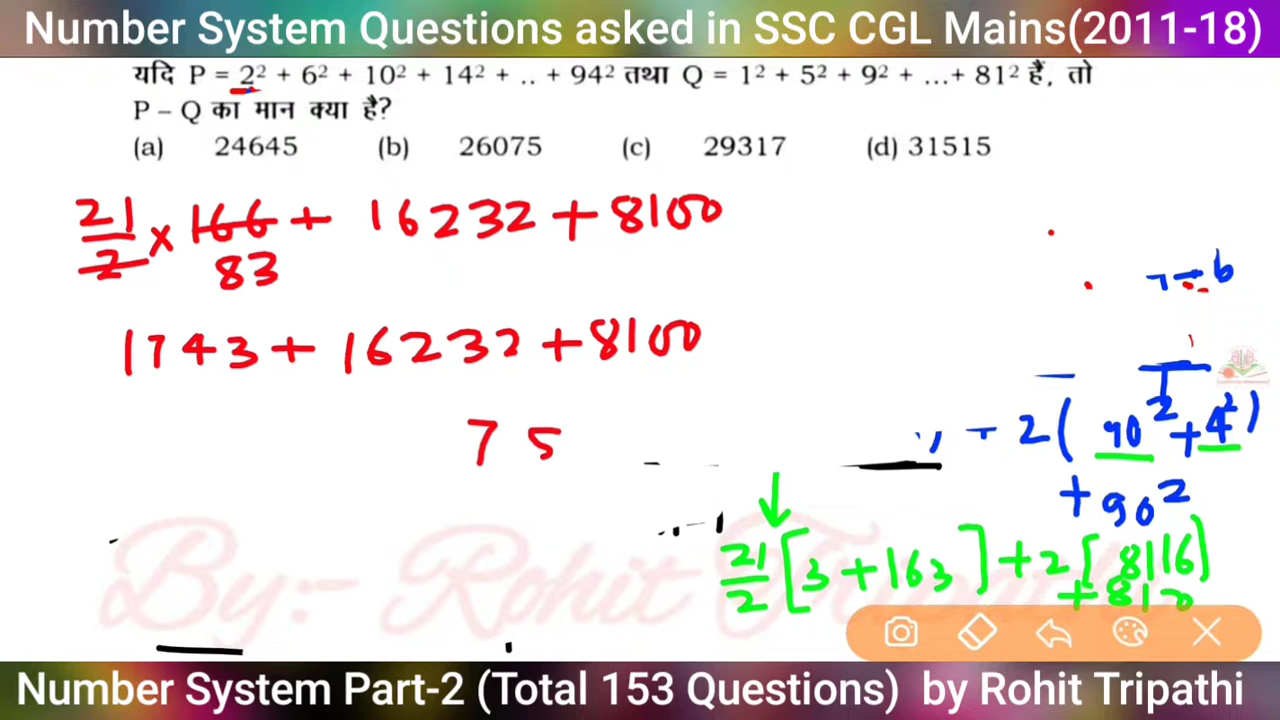 Number System Questions asked in SSC CGL Mains(2011-18)
यदि P = 2² + 6² + 10² + 14² + .. + 94² तथा Q = 1² + 5² + 9² + ...+ 81² हैं, तो
P – Q का मान क्या है?
(a) 24645 (b) 26075 (c) 29317 (d) 31515
21/2 × 166 + 16232 + 8100
83
1743 + 16232 + 8100
75
2( 90² + 4²)
+ 90²
21/2 [3 + 163] + 2[8116]
By:- Rohit
Number System Part-2 (Total 153 Questions) by Rohit Tripathi